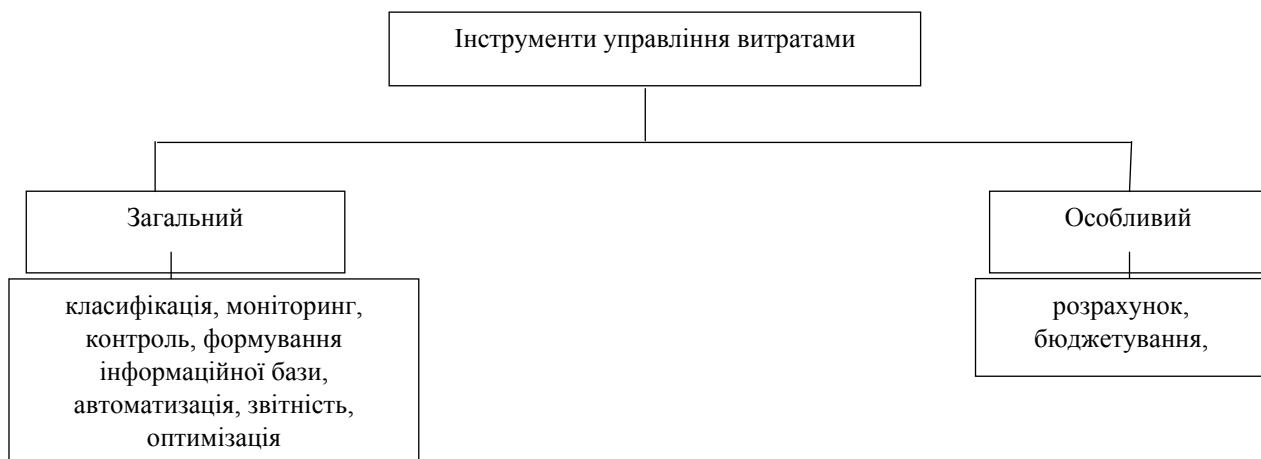 Інструменти управління витратами
Загальний
Особливий
класифікація, моніторинг,
контроль, формування
інформаційної бази,
автоматизація, звітність,
оптимізація
розрахунок,
бюджетування,